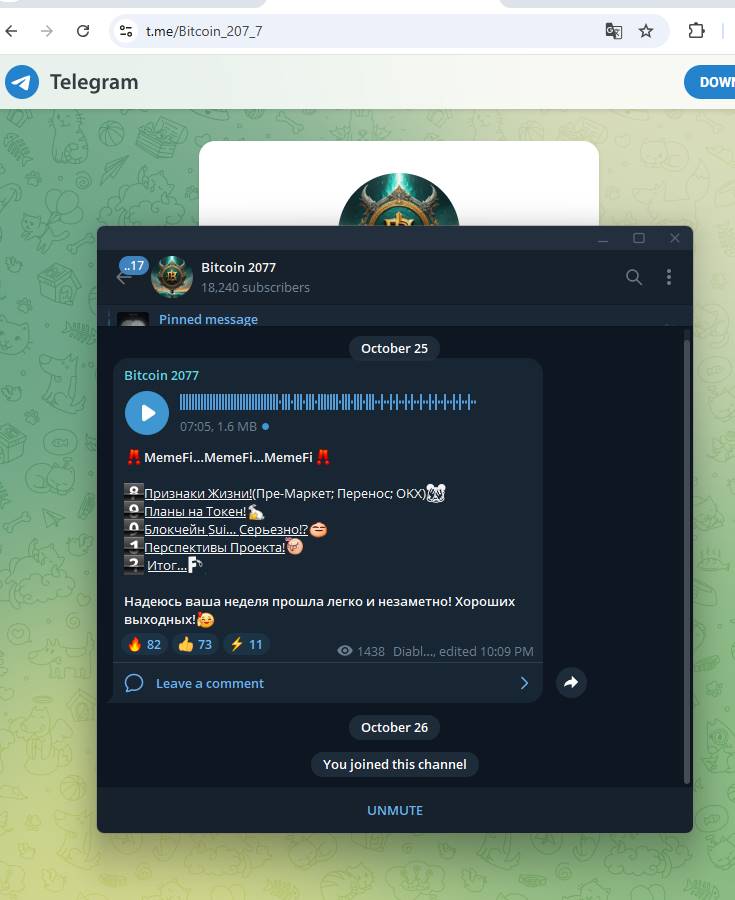 t.me/Bitcoin_207_7
Telegram
DOWN
..17
Bitcoin 2077
18,240 subscribers
Pinned message
October 25
Bitcoin 2077
07:05, 1.6 MB
MemeFi...MemeFi...MemeFi
Признаки Жизни!(Пре-Маркет; Перенос; OKX)
Планы на Токен!
Блокчейн Sui... Серьезно!?
Перспективы Проекта!
Итог...
Надеюсь ваша неделя прошла легко и незаметно! Хороших
выходных!
82 73 11
1438 Diabl..., edited 10:09 PM
Leave a comment
October 26
You joined this channel
UNMUTE